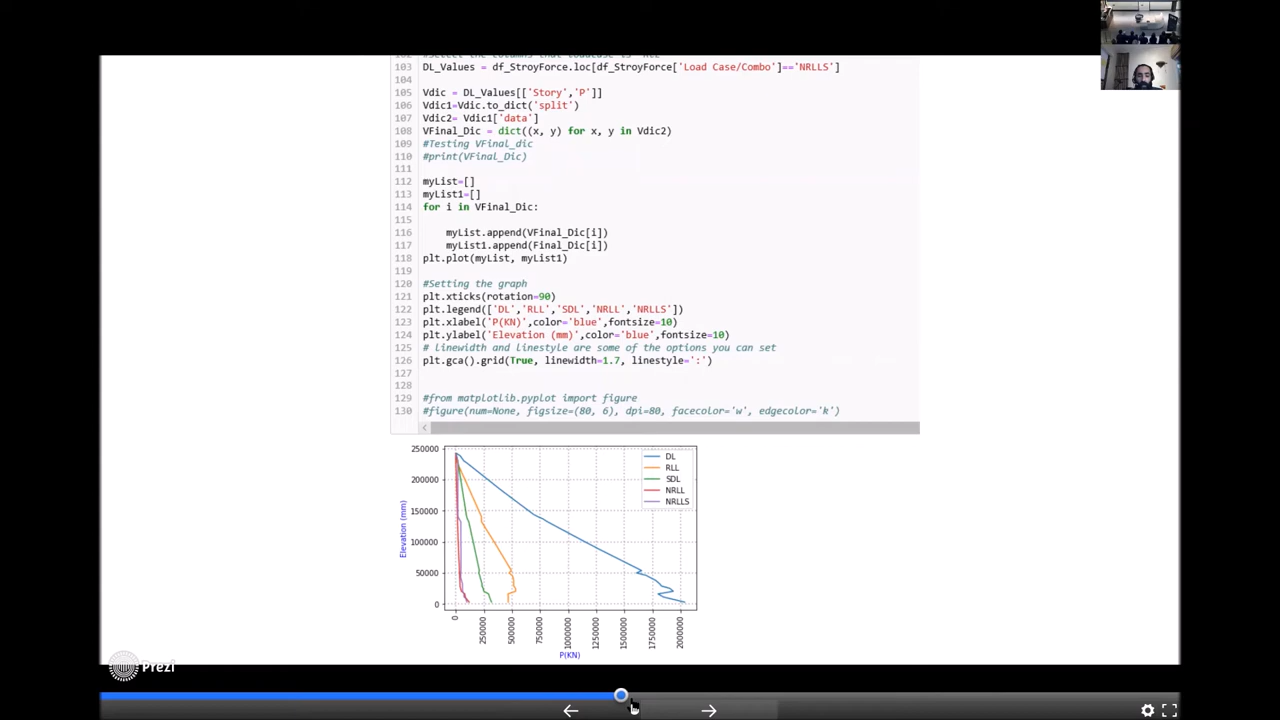 103 DL_Values = df_StroyForce.loc[df_StroyForce['Load Case/Combo']=='NRLLS']
104
105 Vdic = DL_Values[['Story','P']]
106 Vdic1=Vdic.to_dict('split')
107 Vdic2= Vdic1['data']
108 VFinal_Dic = dict((x, y) for x, y in Vdic2)
109 #Testing VFinal_dic
110 #print(VFinal_Dic)
111
112 myList=[]
113 myList1=[]
114 for i in VFinal_Dic:
115
116 myList.append(VFinal_Dic[i])
117 myList1.append(Final_Dic[i])
118 plt.plot(myList, myList1)
119
120 #Setting the graph
121 plt.xticks(rotation=90)
122 plt.legend(['DL','RLL','SDL','NRLL','NRLLS'])
123 plt.xlabel('P(KN)',color='blue',fontsize=10)
124 plt.ylabel('Elevation (mm)',color='blue',fontsize=10)
125 # linewidth and linestyle are some of the options you can set
126 plt.gca().grid(True, linewidth=1.7, linestyle=':')
127
128
129 #from matplotlib.pyplot import figure
130 #figure(num=None, figsize=(80, 6), dpi=80, facecolor='w', edgecolor='k')
250000
200000
150000
100000
50000
0
Elevation (mm)
DL
RLL
SDL
NRLL
NRLLS
0 250000 500000 750000 1000000 1250000 1500000 1750000 2000000
P(KN)
Prezi